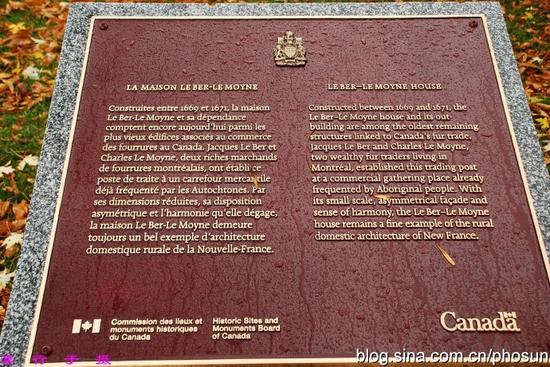 LA MAISON LE BER-LE MOYNE
Construites entre 1669 et 1671, la maison
Le Ber-Le Moyne et sa dépendance
comptent encore aujourd'hui parmi les
plus vieux édifices associés au commerce
des fourrures au Canada. Jacques Le Ber et
Charles Le Moyne, deux riches marchands
de fourrures montréalais, ont établi ce
poste de traite à un carrefour mercantile
déjà fréquenté par les Autochtones. Par
ses dimensions réduites, sa disposition
asymétrique et l'harmonie qu'elle dégage,
la maison Le Ber-Le Moyne demeure
toujours un bel exemple d'architecture
domestique rurale de la Nouvelle-France.
LE BER–LE MOYNE HOUSE
Constructed between 1669 and 1671, the
Le Ber–Le Moyne house and its out-
building are among the oldest remaining
structures linked to Canada's fur trade.
Jacques Le Ber and Charles Le Moyne,
two wealthy fur traders living in
Montréal, established this trading post
at a commercial gathering place already
frequented by Aboriginal people. With
its small scale, asymmetrical façade and
sense of harmony, the Le Ber–Le Moyne
house remains a fine example of the rural
domestic architecture of New France.
Commission des lieux et
monuments historiques
du Canada
Historic Sites and
Monuments Board
of Canada
Canada
blog.sina.com.cn/phosun